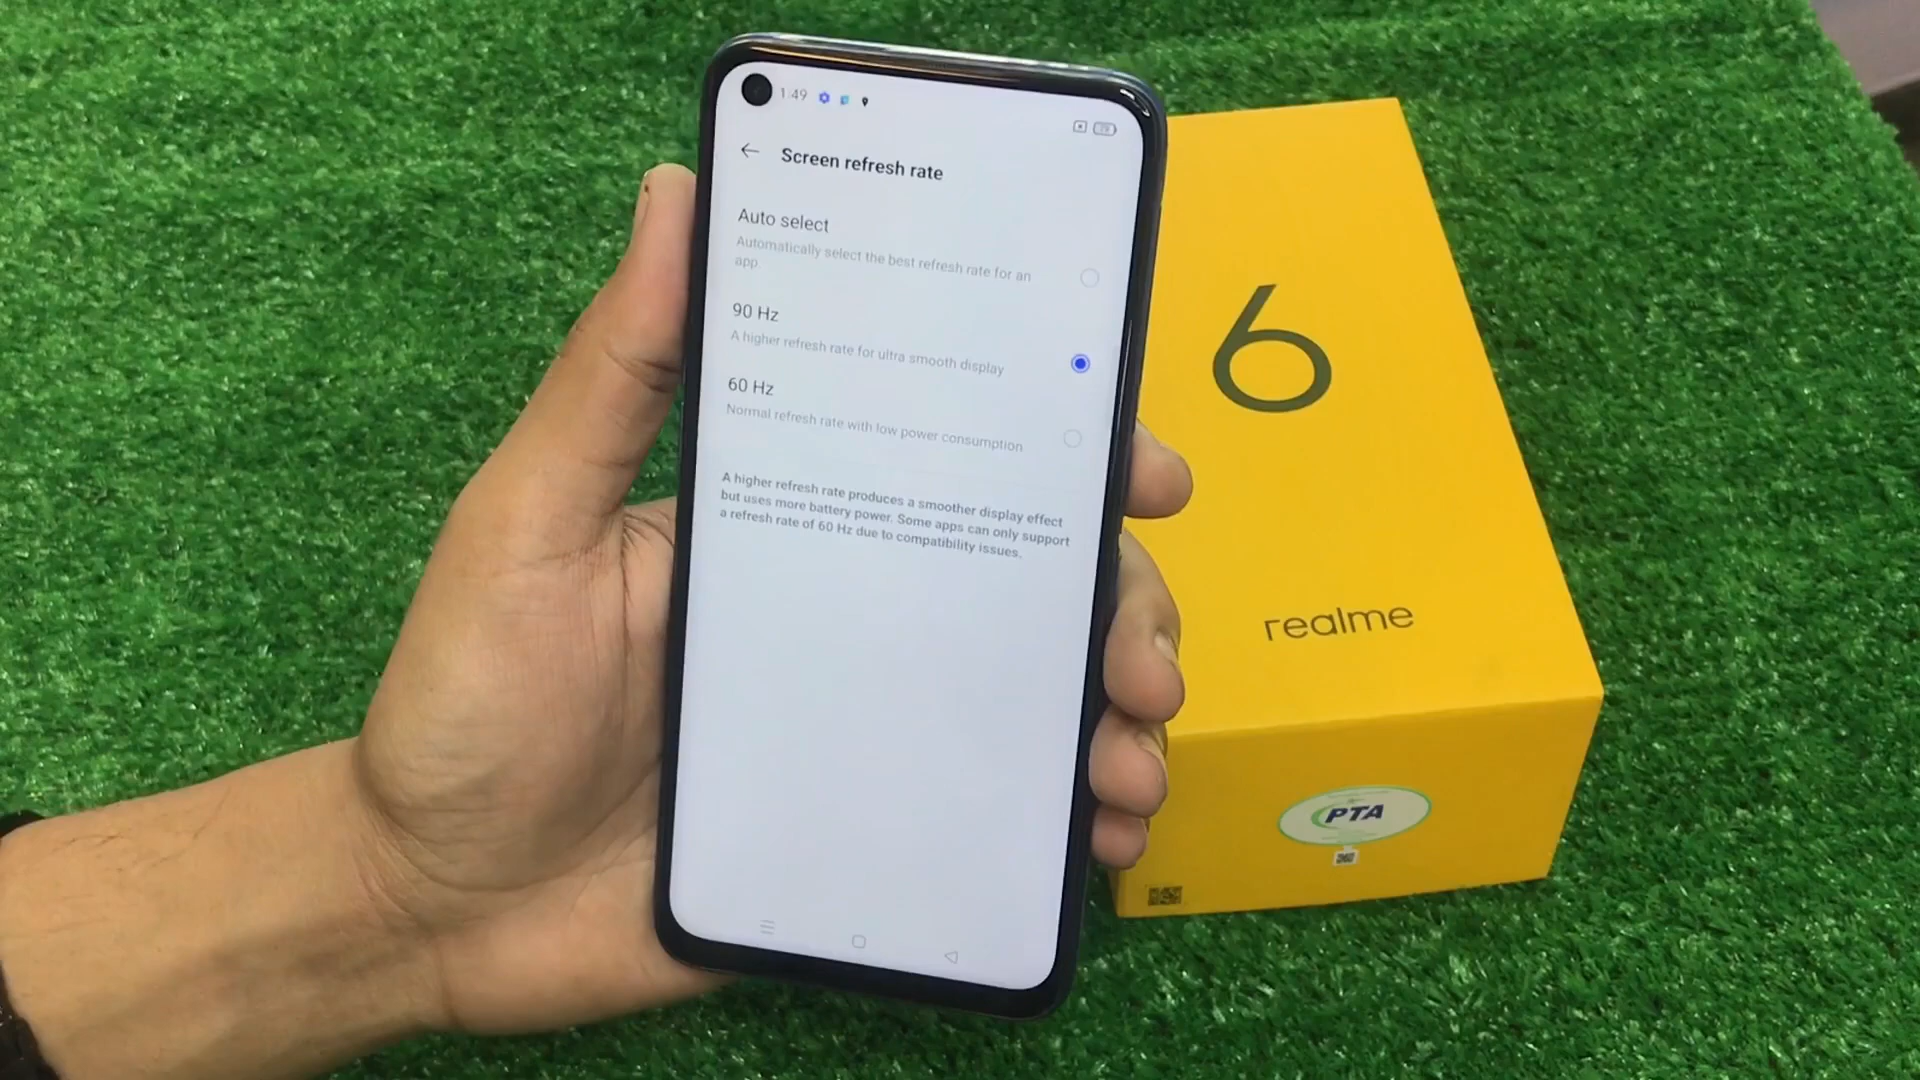 1:49
Screen refresh rate
Auto select
Automatically select the best refresh rate for an
app
90 Hz
A higher refresh rate for ultra smooth display
60 Hz
Normal refresh rate with low power consumption
A higher refresh rate produces a smoother display effect
but uses more battery power. Some apps can only support
a refresh rate of 60 Hz due to compatibility issues.
6
realme
PTA